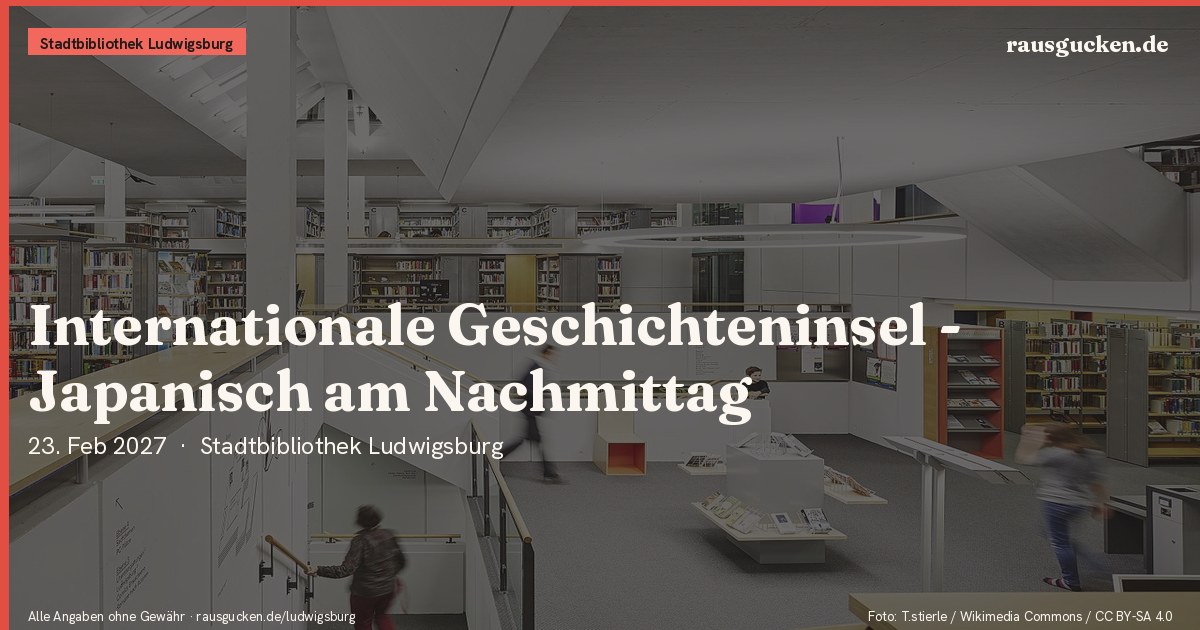 Stadtbibliothek Ludwigsburg
rausgucken.de
Internationale Geschichteninsel -
Japanisch am Nachmittag
23. Feb 2027 · Stadtbibliothek Ludwigsburg
Alle Angaben ohne Gewähr · rausgucken.de/ludwigsburg
Foto: T.stierle / Wikimedia Commons / CC BY-SA 4.0